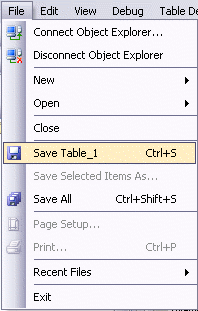 File Edit View Debug Table De
Connect Object Explorer...
Disconnect Object Explorer
New
Open
Close
Save Table_1 Ctrl+S
Save Selected Items As...
Save All Ctrl+Shift+S
Page Setup...
Print... Ctrl+P
Recent Files
Exit